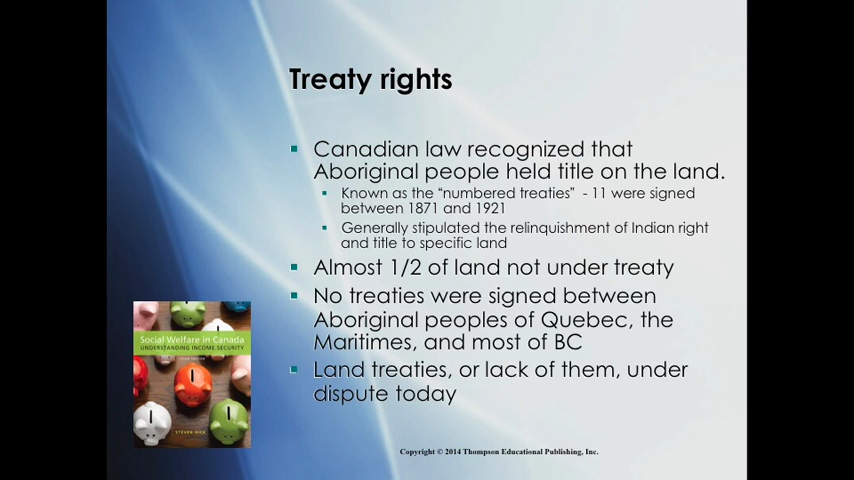 Treaty rights
▪ Canadian law recognized that
Aboriginal people held title on the land.
▪ Known as the “numbered treaties” - 11 were signed
between 1871 and 1921
▪ Generally stipulated the relinquishment of Indian right
and title to specific land
▪ Almost 1/2 of land not under treaty
▪ No treaties were signed between
Aboriginal peoples of Quebec, the
Maritimes, and most of BC
▪ Land treaties, or lack of them, under
dispute today
Social Welfare in Canada
UNDERSTANDING INCOME SECURITY
STEVEN HICK
Copyright © 2014 Thompson Educational Publishing, Inc.